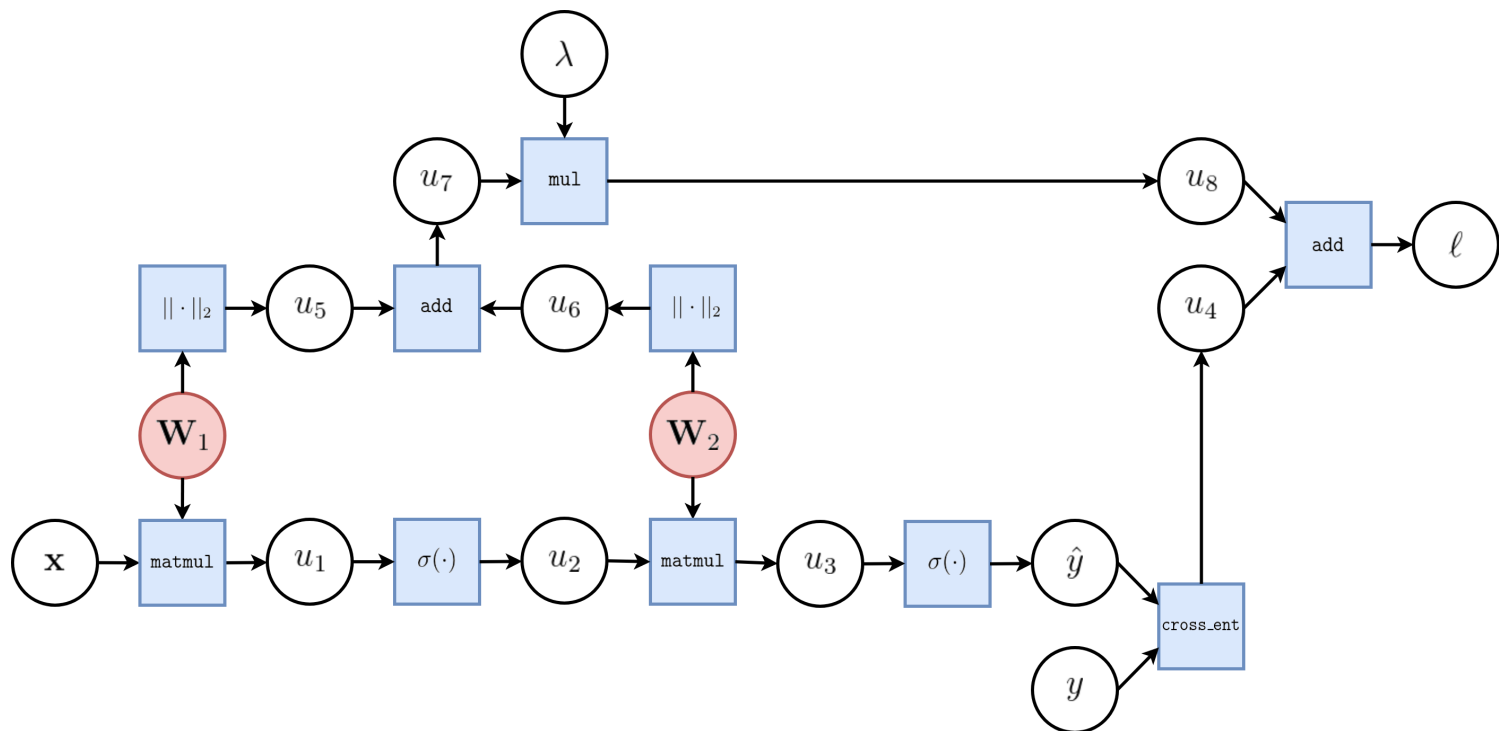 λ
u₇ mul u₈
add ℓ
|| · ||₂ u₅ add u₆ || · ||₂ u₄
W₁ W₂
x matmul u₁ σ(·) u₂ matmul u₃ σ(·) ŷ
cross_ent
y